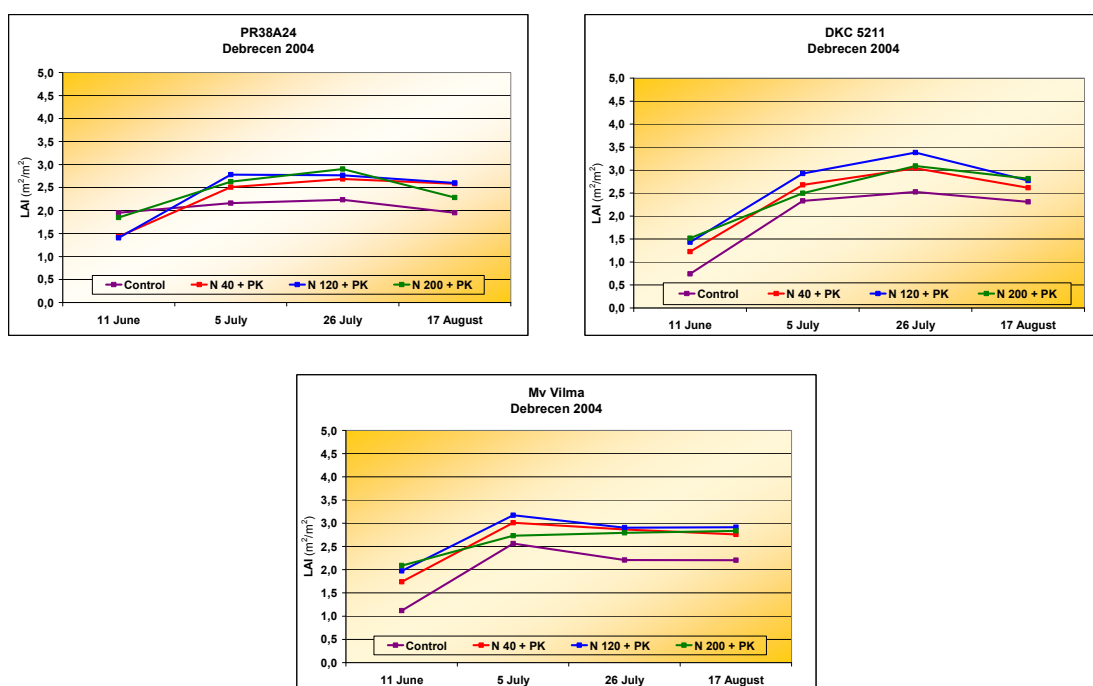 PR38A24
Debrecen 2004
5,0
4,5
4,0
3,5
3,0
2,5
2,0
1,5
1,0
0,5
0,0
LAI (m²/m²)
Control N 40 + PK N 120 + PK N 200 + PK
11 June 5 July 26 July 17 August
DKC 5211
Debrecen 2004
5,0
4,5
4,0
3,5
3,0
2,5
2,0
1,5
1,0
0,5
0,0
LAI (m²/m²)
Control N 40 + PK N 120 + PK N 200 + PK
11 June 5 July 26 July 17 August
Mv Vilma
Debrecen 2004
5,0
4,5
4,0
3,5
3,0
2,5
2,0
1,5
1,0
0,5
0,0
LAI (m²/m²)
Control N 40 + PK N 120 + PK N 200 + PK
11 June 5 July 26 July 17 August